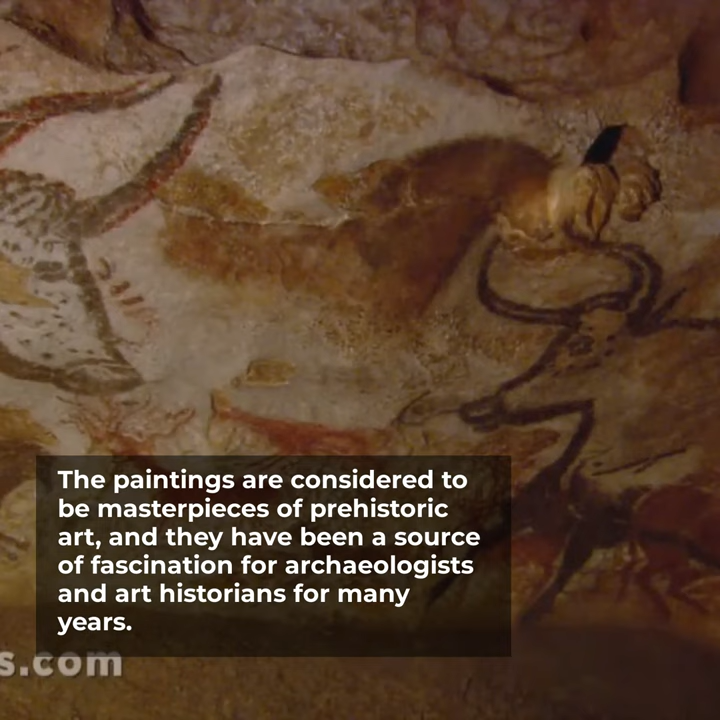 The paintings are considered to
be masterpieces of prehistoric
art, and they have been a source
of fascination for archaeologists
and art historians for many
years.
s.com